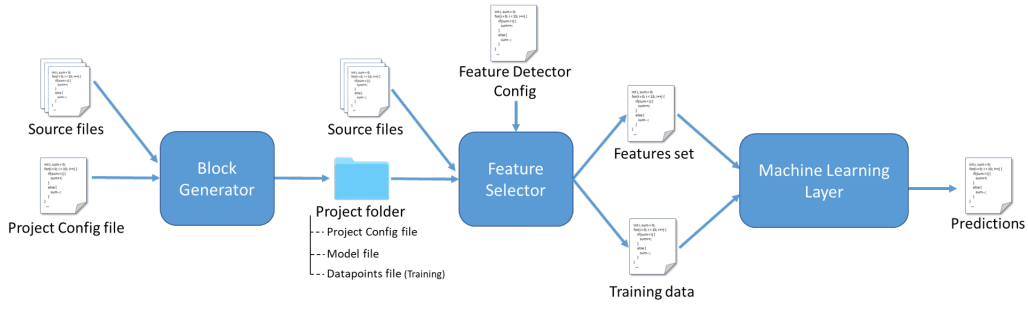 Source files
Project Config file
Block
Generator
Source files
Project folder
Project Config file
Model file
Datapoints file (Training)
Feature Detector
Config
Feature
Selector
Features set
Training data
Machine Learning
Layer
Predictions